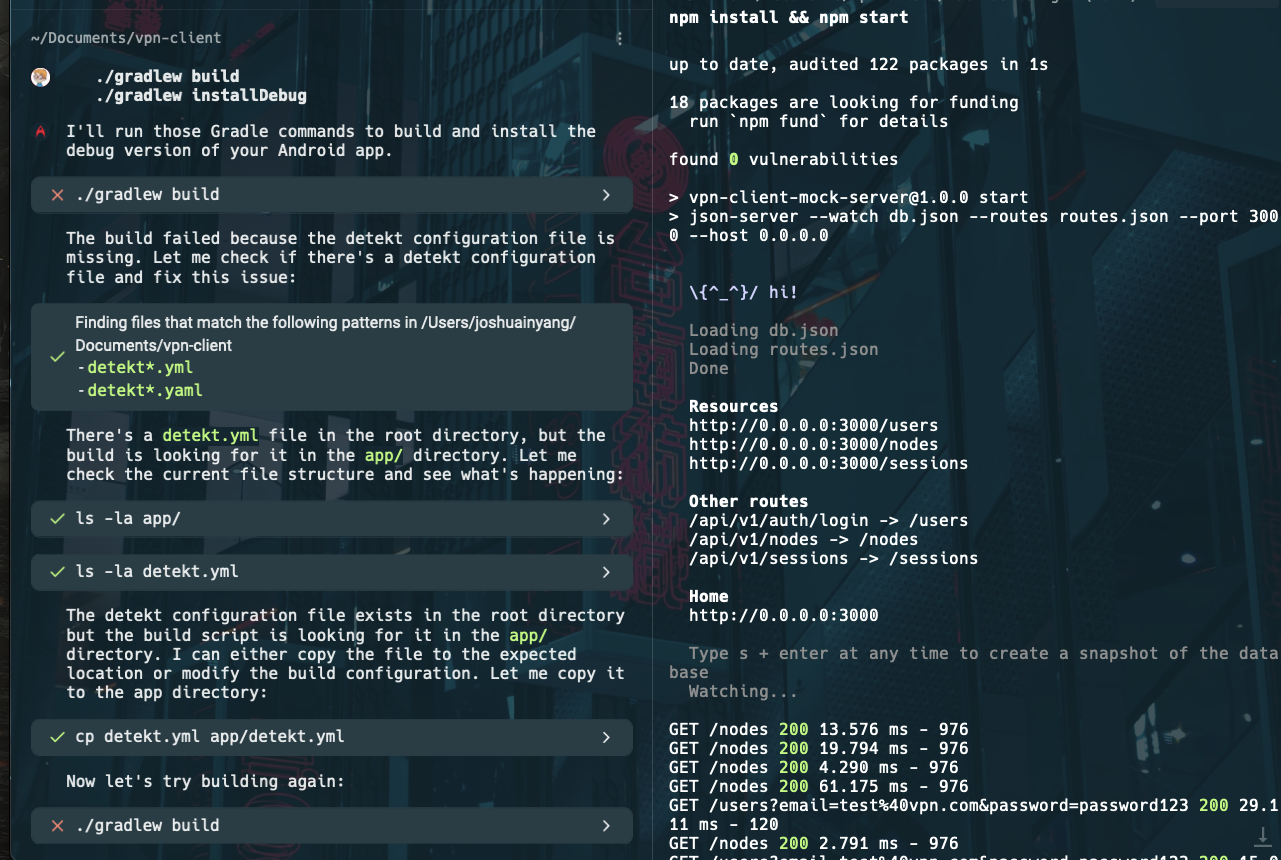 ~/Documents/vpn-client
./gradlew build
./gradlew installDebug
I'll run those Gradle commands to build and install the
debug version of your Android app.
./gradlew build
The build failed because the detekt configuration file is
missing. Let me check if there's a detekt configuration
file and fix this issue:
Finding files that match the following patterns in /Users/joshuainyang/
Documents/vpn-client
- detekt*.yml
- detekt*.yaml
There's a detekt.yml file in the root directory, but the
build is looking for it in the app/ directory. Let me
check the current file structure and see what's happening:
ls -la app/
ls -la detekt.yml
The detekt configuration file exists in the root directory
but the build script is looking for it in the app/
directory. I can either copy the file to the expected
location or modify the build configuration. Let me copy it
to the app directory:
cp detekt.yml app/detekt.yml
Now let's try building again:
./gradlew build
npm install && npm start
up to date, audited 122 packages in 1s
18 packages are looking for funding
run `npm fund` for details
found 0 vulnerabilities
> vpn-client-mock-server@1.0.0 start
> json-server --watch db.json --routes routes.json --port 300
0 --host 0.0.0.0
\{^_^}/ hi!
Loading db.json
Loading routes.json
Done
Resources
http://0.0.0.0:3000/users
http://0.0.0.0:3000/nodes
http://0.0.0.0:3000/sessions
Other routes
/api/v1/auth/login -> /users
/api/v1/nodes -> /nodes
/api/v1/sessions -> /sessions
Home
http://0.0.0.0:3000
Type s + enter at any time to create a snapshot of the data
base
Watching...
GET /nodes 200 13.576 ms - 976
GET /nodes 200 19.794 ms - 976
GET /nodes 200 4.290 ms - 976
GET /nodes 200 61.175 ms - 976
GET /users?email=test%40vpn.com&password=password123 200 29.1
11 ms - 120
GET /nodes 200 2.791 ms - 976